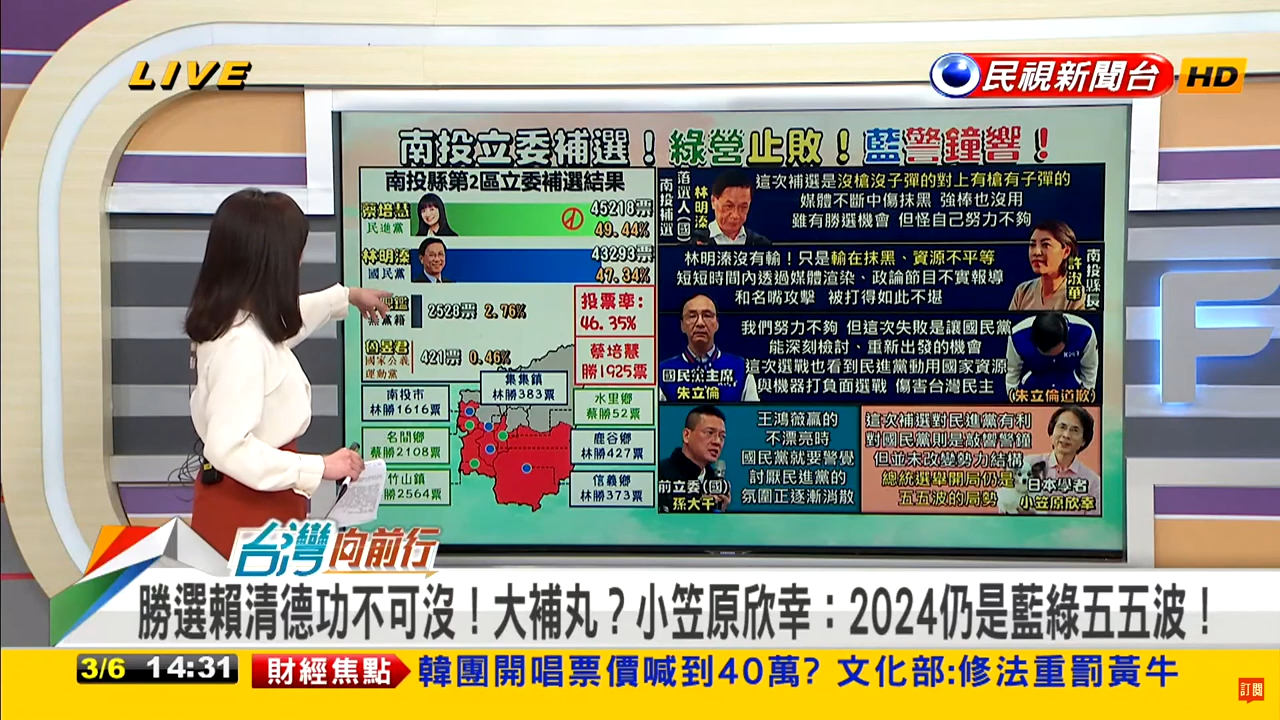 LIVE
民視新聞台
HD
南投立委補選！綠營止敗！藍警鐘響！
南投縣第2區立委補選結果
蔡培慧
民進黨
45218票
49.44%
林明溱
國民黨
43293票
47.34%
無黨籍
2528票 2.76%
國家公義
運動黨
421票 0.46%
投票率:
46.35%
蔡培慧
勝1925票
南投市
林勝1616票
集集鎮
林勝383票
水里鄉
蔡勝52票
名間鄉
蔡勝2108票
鹿谷鄉
林勝427票
竹山鎮
勝2564票
信義鄉
林勝373票
南投補選
落選人(國)
林明溱
這次補選是沒槍沒子彈的對上有槍有子彈的
媒體不斷中傷抹黑 強棒也沒用
雖有勝選機會 但怪自己努力不夠
林明溱沒有輸！只是輸在抹黑、資源不平等
短短時間內透過媒體渲染、政論節目不實報導
和名嘴攻擊 被打得如此不堪
南投縣長
許淑華
國民黨主席
朱立倫
我們努力不夠 但這次失敗是讓國民黨
能深刻檢討、重新出發的機會
這次選戰也看到民進黨動用國家資源
與機器打負面選戰 傷害台灣民主
(朱立倫道歉)
前立委(國)
孫大千
王鴻薇贏的
不漂亮時
國民黨就要警覺
討厭民進黨的
氛圍正逐漸消散
這次補選對民進黨有利
對國民黨則是敲響警鐘
但並未改變勢力結構
總統選舉開局仍是
五五波的局勢
日本學者
小笠原欣幸
台灣向前行
勝選賴清德功不可沒！大補丸？小笠原欣幸：2024仍是藍綠五五波！
3/6 14:31 財經焦點 韓團開唱票價喊到40萬? 文化部:修法重罰黃牛
訂閱